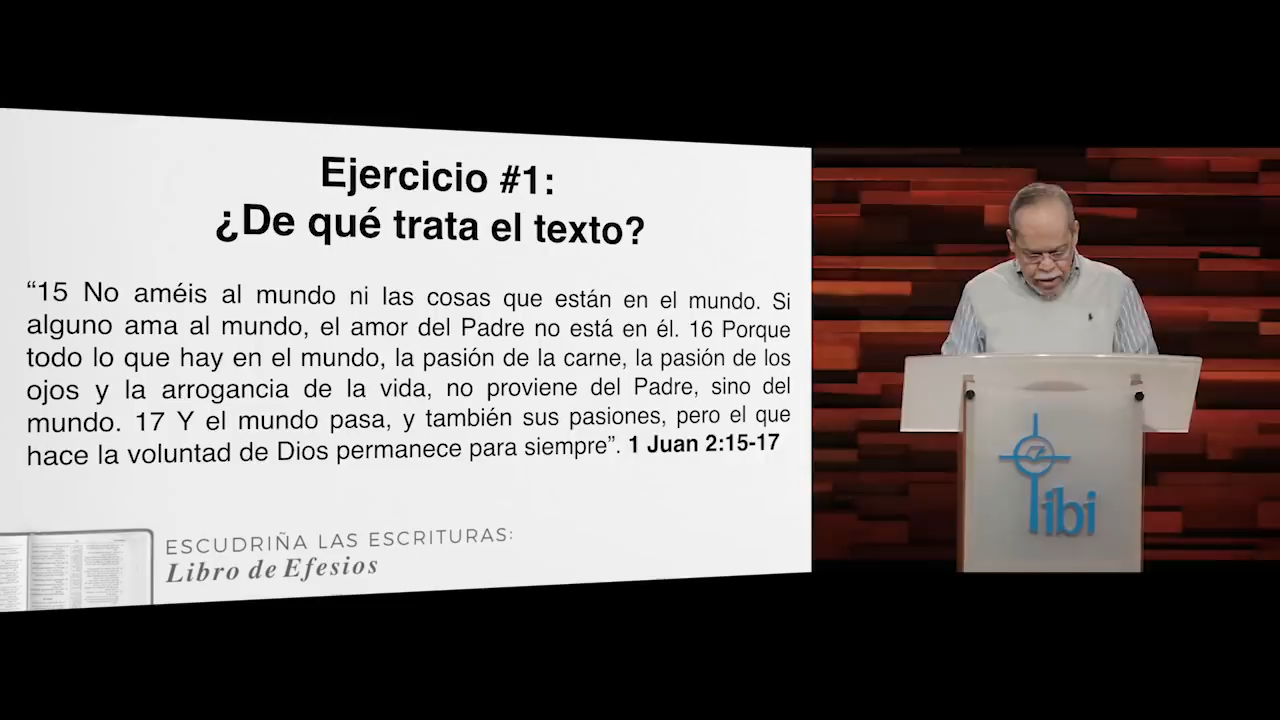 Ejercicio #1:
¿De qué trata el texto?
“15 No améis al mundo ni las cosas que están en el mundo. Si
alguno ama al mundo, el amor del Padre no está en él. 16 Porque
todo lo que hay en el mundo, la pasión de la carne, la pasión de los
ojos y la arrogancia de la vida, no proviene del Padre, sino del
mundo. 17 Y el mundo pasa, y también sus pasiones, pero el que
hace la voluntad de Dios permanece para siempre”. 1 Juan 2:15-17
ESCUDRIÑA LAS ESCRITURAS:
Libro de Efesios
ibi